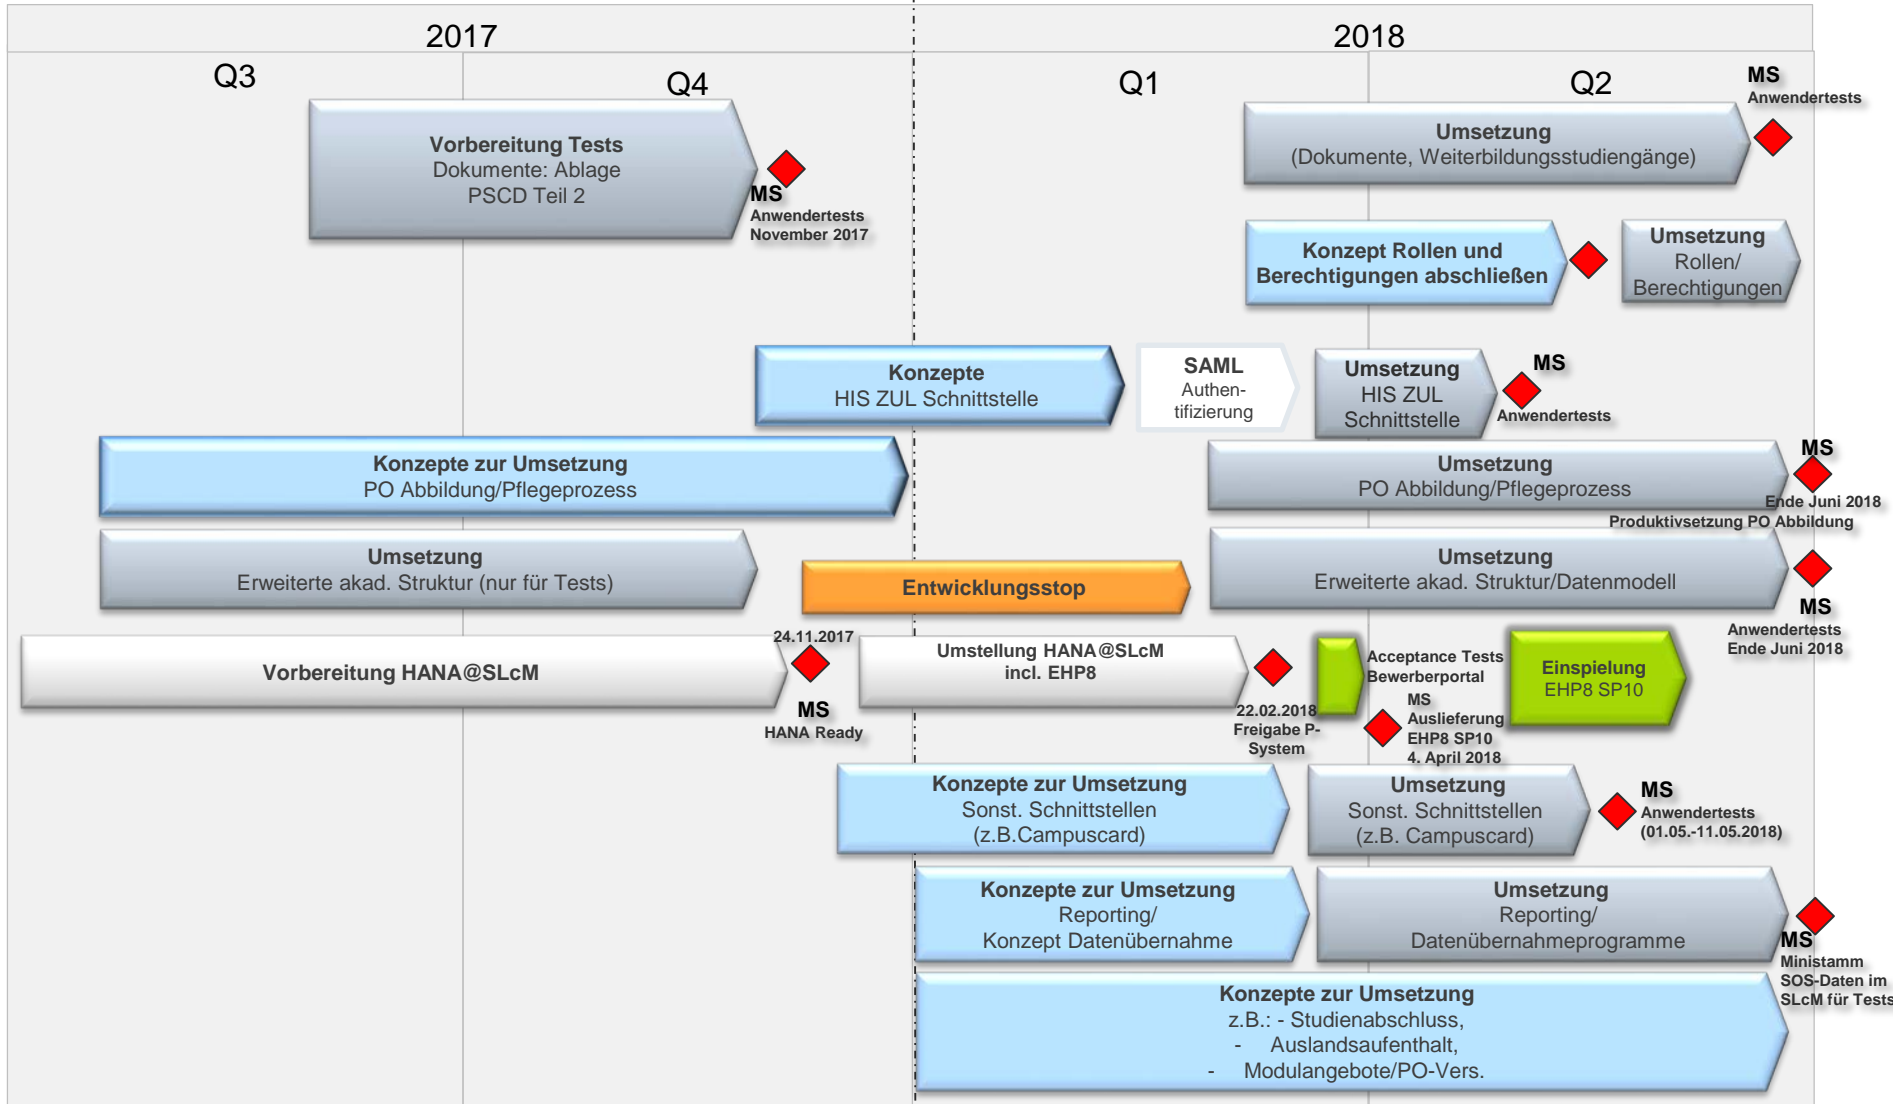 2017
2018
Q3
Q4
Q1
Q2
MS
Anwendertests
Vorbereitung Tests
Dokumente: Ablage
PSCD Teil 2
MS
Anwendertests
November 2017
Umsetzung
(Dokumente, Weiterbildungsstudiengänge)
Konzept Rollen und
Berechtigungen abschließen
Umsetzung
Rollen/
Berechtigungen
Konzepte
HIS ZUL Schnittstelle
SAML
Authen-
tifizierung
Umsetzung
HIS ZUL
Schnittstelle
MS
Anwendertests
Konzepte zur Umsetzung
PO Abbildung/Pflegeprozess
Umsetzung
PO Abbildung/Pflegeprozess
MS
Ende Juni 2018
Produktivsetzung PO Abbildung
Umsetzung
Erweiterte akad. Struktur (nur für Tests)
Entwicklungsstop
Umsetzung
Erweiterte akad. Struktur/Datenmodell
MS
Anwendertests
Ende Juni 2018
Vorbereitung HANA@SLcM
24.11.2017
MS
HANA Ready
Umstellung HANA@SLcM
incl. EHP8
22.02.2018
Freigabe P-
System
Acceptance Tests
Bewerberportal
MS
Auslieferung
EHP8 SP10
4. April 2018
Einspielung
EHP8 SP10
Konzepte zur Umsetzung
Sonst. Schnittstellen
(z.B.Campuscard)
Umsetzung
Sonst. Schnittstellen
(z.B. Campuscard)
MS
Anwendertests
(01.05.-11.05.2018)
Konzepte zur Umsetzung
Reporting/
Konzept Datenübernahme
Umsetzung
Reporting/
Datenübernahmeprogramme
MS
Ministamm
SOS-Daten im
SLcM für Tests
Konzepte zur Umsetzung
z.B.: - Studienabschluss,
- Auslandsaufenthalt,
- Modulangebote/PO-Vers.